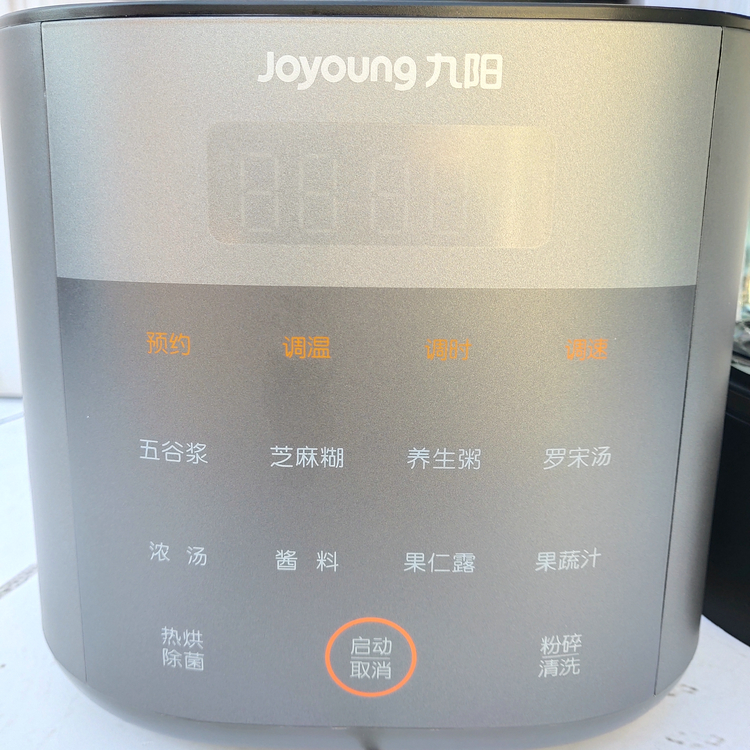 Joyoung 九阳
预约 调温 调时 调速
五谷浆 芝麻糊 养生粥 罗宋汤
浓 汤 酱 料 果仁露 果蔬汁
热烘 启动 粉碎
除菌 取消 清洗